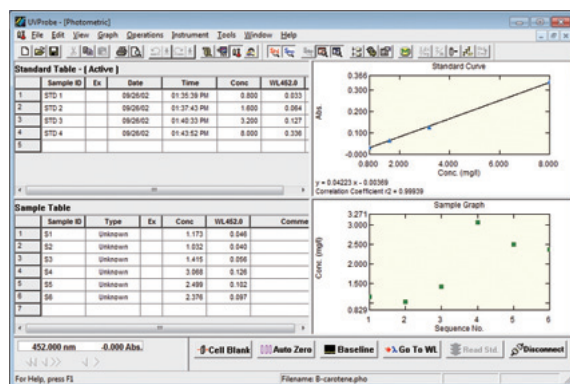 UVProbe - [Photometric]
File Edit View Graph Operations Instrument Tools Window Help
Standard Table - ( Active )
Sample ID Ex Date Time Conc WL452.0
1 STD 1 09/26/02 01:35:39 PM 0.800 0.033
2 STD 2 09/26/02 01:37:43 PM 1.600 0.064
3 STD 3 09/26/02 01:40:33 PM 3.200 0.127
4 STD 4 09/26/02 01:43:52 PM 8.000 0.336
5
Standard Curve
Abs.
0.366
0.300
0.200
0.100
-0.000
0.800 2.000 4.000 6.000 8.000
Conc. (mg/l)
y = 0.04223 x - 0.00369
Correlation Coefficient r2 = 0.99939
Sample Table
Sample ID Type Ex Conc WL452.0 Comme
1 S1 Unknown 1.173 0.046
2 S2 Unknown 1.032 0.040
3 S3 Unknown 1.415 0.056
4 S4 Unknown 3.068 0.126
5 S5 Unknown 2.499 0.102
6 S6 Unknown 2.376 0.097
7
Sample Graph
Conc. (mg/l)
3.271
3.000
2.500
2.000
1.500
0.829
1 2 3 4 5 6
Sequence No.
452.000 nm -0.000 Abs.
Cell Blank Auto Zero Baseline Go To WL Read Std. Disconnect
For Help, press F1 Filename: B-carotene.pho